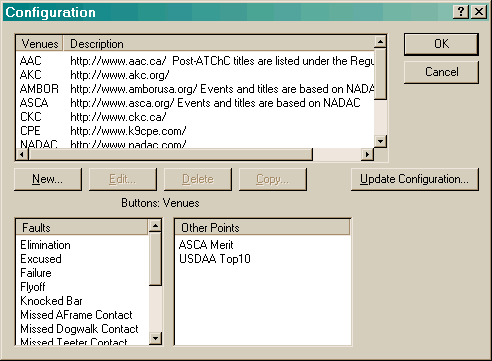 Configuration
Venues Description
AAC http://www.aac.ca/ Post-ATChC titles are listed under the Regu
AKC http://www.akc.org/
AMBOR http://www.amborusa.org/ Events and titles are based on NADA
ASCA http://www.asca.org/ Events and titles are based on NADAC
CKC http://www.ckc.ca/
CPE http://www.k9cpe.com/
NADAC http://www.nadac.com/
OK
Cancel
New... Edit... Delete Copy... Update Configuration...
Buttons: Venues
Faults Other Points
Elimination ASCA Merit
Excused USDAA Top10
Failure
Flyoff
Knocked Bar
Missed AFrame Contact
Missed Dogwalk Contact
Missed Teeter Contact